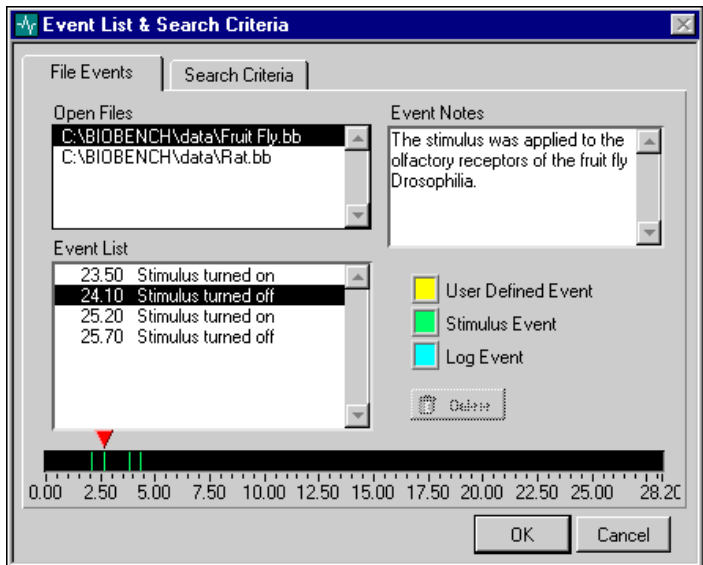 Event List & Search Criteria
File Events
Search Criteria
Open Files
C:\BIOBENCH\data\Fruit Fly.bb
C:\BIOBENCH\data\Rat.bb
Event Notes
The stimulus was applied to the
olfactory receptors of the fruit fly
Drosophilia.
Event List
23.50 Stimulus turned on
24.10 Stimulus turned off
25.20 Stimulus turned on
25.70 Stimulus turned off
User Defined Event
Stimulus Event
Log Event
Delete
0.00 2.50 5.00 7.50 10.00 12.50 15.00 17.50 20.00 22.50 25.00 28.20
OK
Cancel